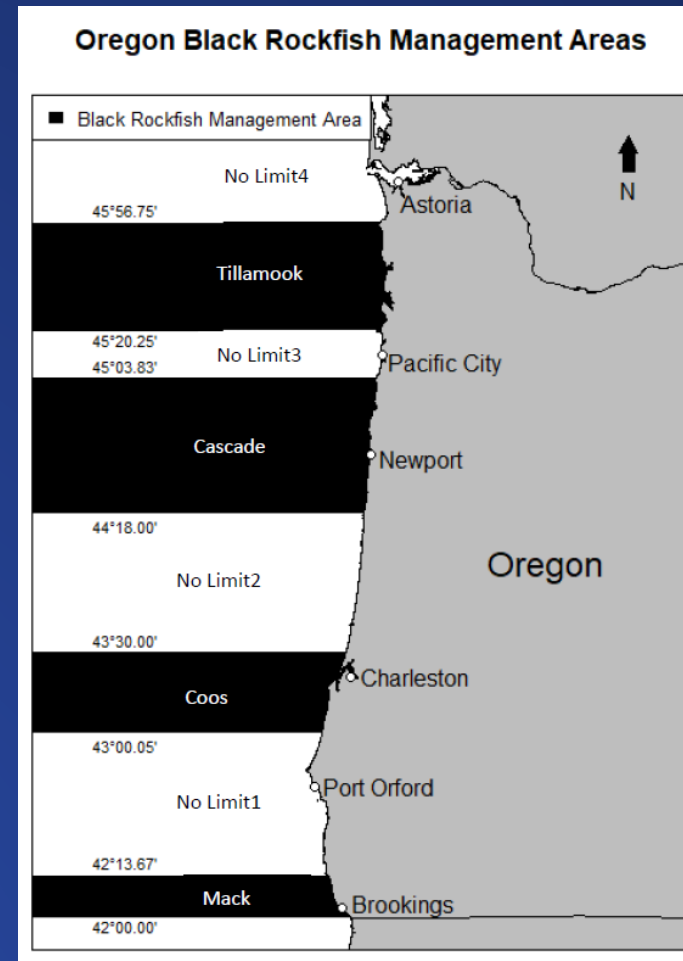 Oregon Black Rockfish Management Areas
Black Rockfish Management Area
No Limit4
N
Astoria
45°56.75'
Tillamook
45°20.25'
No Limit3
45°03.83'
Pacific City
Cascade
Newport
44°18.00'
No Limit2
Oregon
43°30.00'
Charleston
Coos
43°00.05'
No Limit1
Port Orford
42°13.67'
Mack
Brookings
42°00.00'